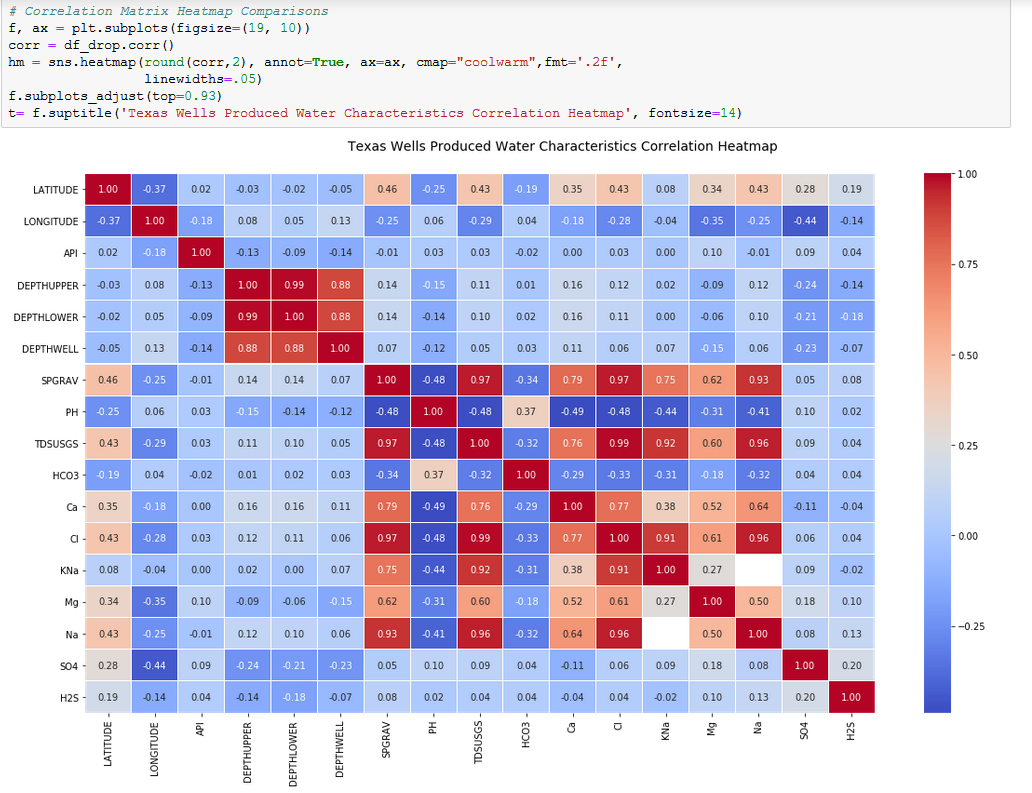 # Correlation Matrix Heatmap Comparisons
f, ax = plt.subplots(figsize=(19, 10))
corr = df_drop.corr()
hm = sns.heatmap(round(corr,2), annot=True, ax=ax, cmap="coolwarm",fmt='.2f',
linewidths=.05)
f.subplots_adjust(top=0.93)
t= f.suptitle('Texas Wells Produced Water Characteristics Correlation Heatmap', fontsize=14)
Texas Wells Produced Water Characteristics Correlation Heatmap
LATITUDE 1.00 -0.37 0.02 -0.03 -0.02 -0.05 0.46 -0.25 0.43 -0.19 0.35 0.43 0.08 0.34 0.43 0.28 0.19
LONGITUDE -0.37 1.00 -0.18 0.08 0.05 0.13 -0.25 0.06 -0.29 0.04 -0.18 -0.28 -0.04 -0.35 -0.25 -0.44 -0.14
API 0.02 -0.18 1.00 -0.13 -0.09 -0.14 -0.01 0.03 0.03 -0.02 0.00 0.03 0.00 0.10 -0.01 0.09 0.04
DEPTHUPPER -0.03 0.08 -0.13 1.00 0.99 0.88 0.14 -0.15 0.11 0.01 0.16 0.12 0.02 -0.09 0.12 -0.24 -0.14
DEPTHLOWER -0.02 0.05 -0.09 0.99 1.00 0.88 0.14 -0.14 0.10 0.02 0.16 0.11 0.00 -0.06 0.10 -0.21 -0.18
DEPTHWELL -0.05 0.13 -0.14 0.88 0.88 1.00 0.07 -0.12 0.05 0.03 0.11 0.06 0.07 -0.15 0.06 -0.23 -0.07
SPGRAV 0.46 -0.25 -0.01 0.14 0.14 0.07 1.00 -0.48 0.97 -0.34 0.79 0.97 0.75 0.62 0.93 0.05 0.08
PH -0.25 0.06 0.03 -0.15 -0.14 -0.12 -0.48 1.00 -0.48 0.37 -0.49 -0.48 -0.44 -0.31 -0.41 0.10 0.02
TDSUSGS 0.43 -0.29 0.03 0.11 0.10 0.05 0.97 -0.48 1.00 -0.32 0.76 0.99 0.92 0.60 0.96 0.09 0.04
HCO3 -0.19 0.04 -0.02 0.01 0.02 0.03 -0.34 0.37 -0.32 1.00 -0.29 -0.33 -0.31 -0.18 -0.32 0.04 0.04
Ca 0.35 -0.18 0.00 0.16 0.16 0.11 0.79 -0.49 0.76 -0.29 1.00 0.77 0.38 0.52 0.64 -0.11 -0.04
Cl 0.43 -0.28 0.03 0.12 0.11 0.06 0.97 -0.48 0.99 -0.33 0.77 1.00 0.91 0.61 0.96 0.06 0.04
KNa 0.08 -0.04 0.00 0.02 0.00 0.07 0.75 -0.44 0.92 -0.31 0.38 0.91 1.00 0.27 0.09 -0.02
Mg 0.34 -0.35 0.10 -0.09 -0.06 -0.15 0.62 -0.31 0.60 -0.18 0.52 0.61 0.27 1.00 0.50 0.18 0.10
Na 0.43 -0.25 -0.01 0.12 0.10 0.06 0.93 -0.41 0.96 -0.32 0.64 0.96 0.50 1.00 0.08 0.13
SO4 0.28 -0.44 0.09 -0.24 -0.21 -0.23 0.05 0.10 0.09 0.04 -0.11 0.06 0.09 0.18 0.08 1.00 0.20
H2S 0.19 -0.14 0.04 -0.14 -0.18 -0.07 0.08 0.02 0.04 0.04 -0.04 0.04 -0.02 0.10 0.13 0.20 1.00
LATITUDE LONGITUDE API DEPTHUPPER DEPTHLOWER DEPTHWELL SPGRAV PH TDSUSGS HCO3 Ca Cl KNa Mg Na SO4 H2S
1.00
0.75
0.50
0.25
0.00
−0.25